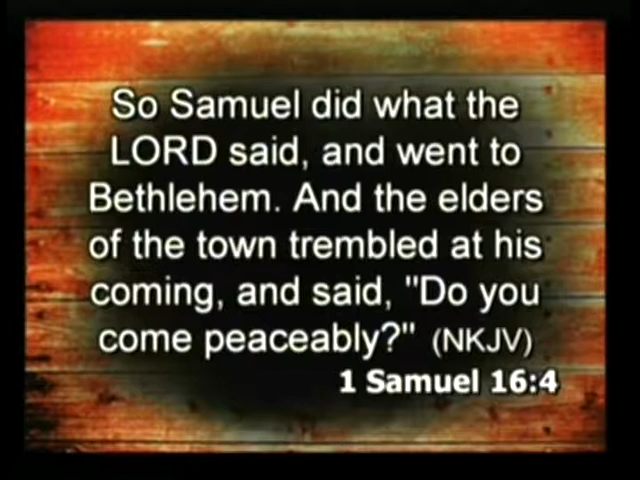 So Samuel did what the
LORD said, and went to
Bethlehem. And the elders
of the town trembled at his
coming, and said, "Do you
come peaceably?" (NKJV)
1 Samuel 16:4